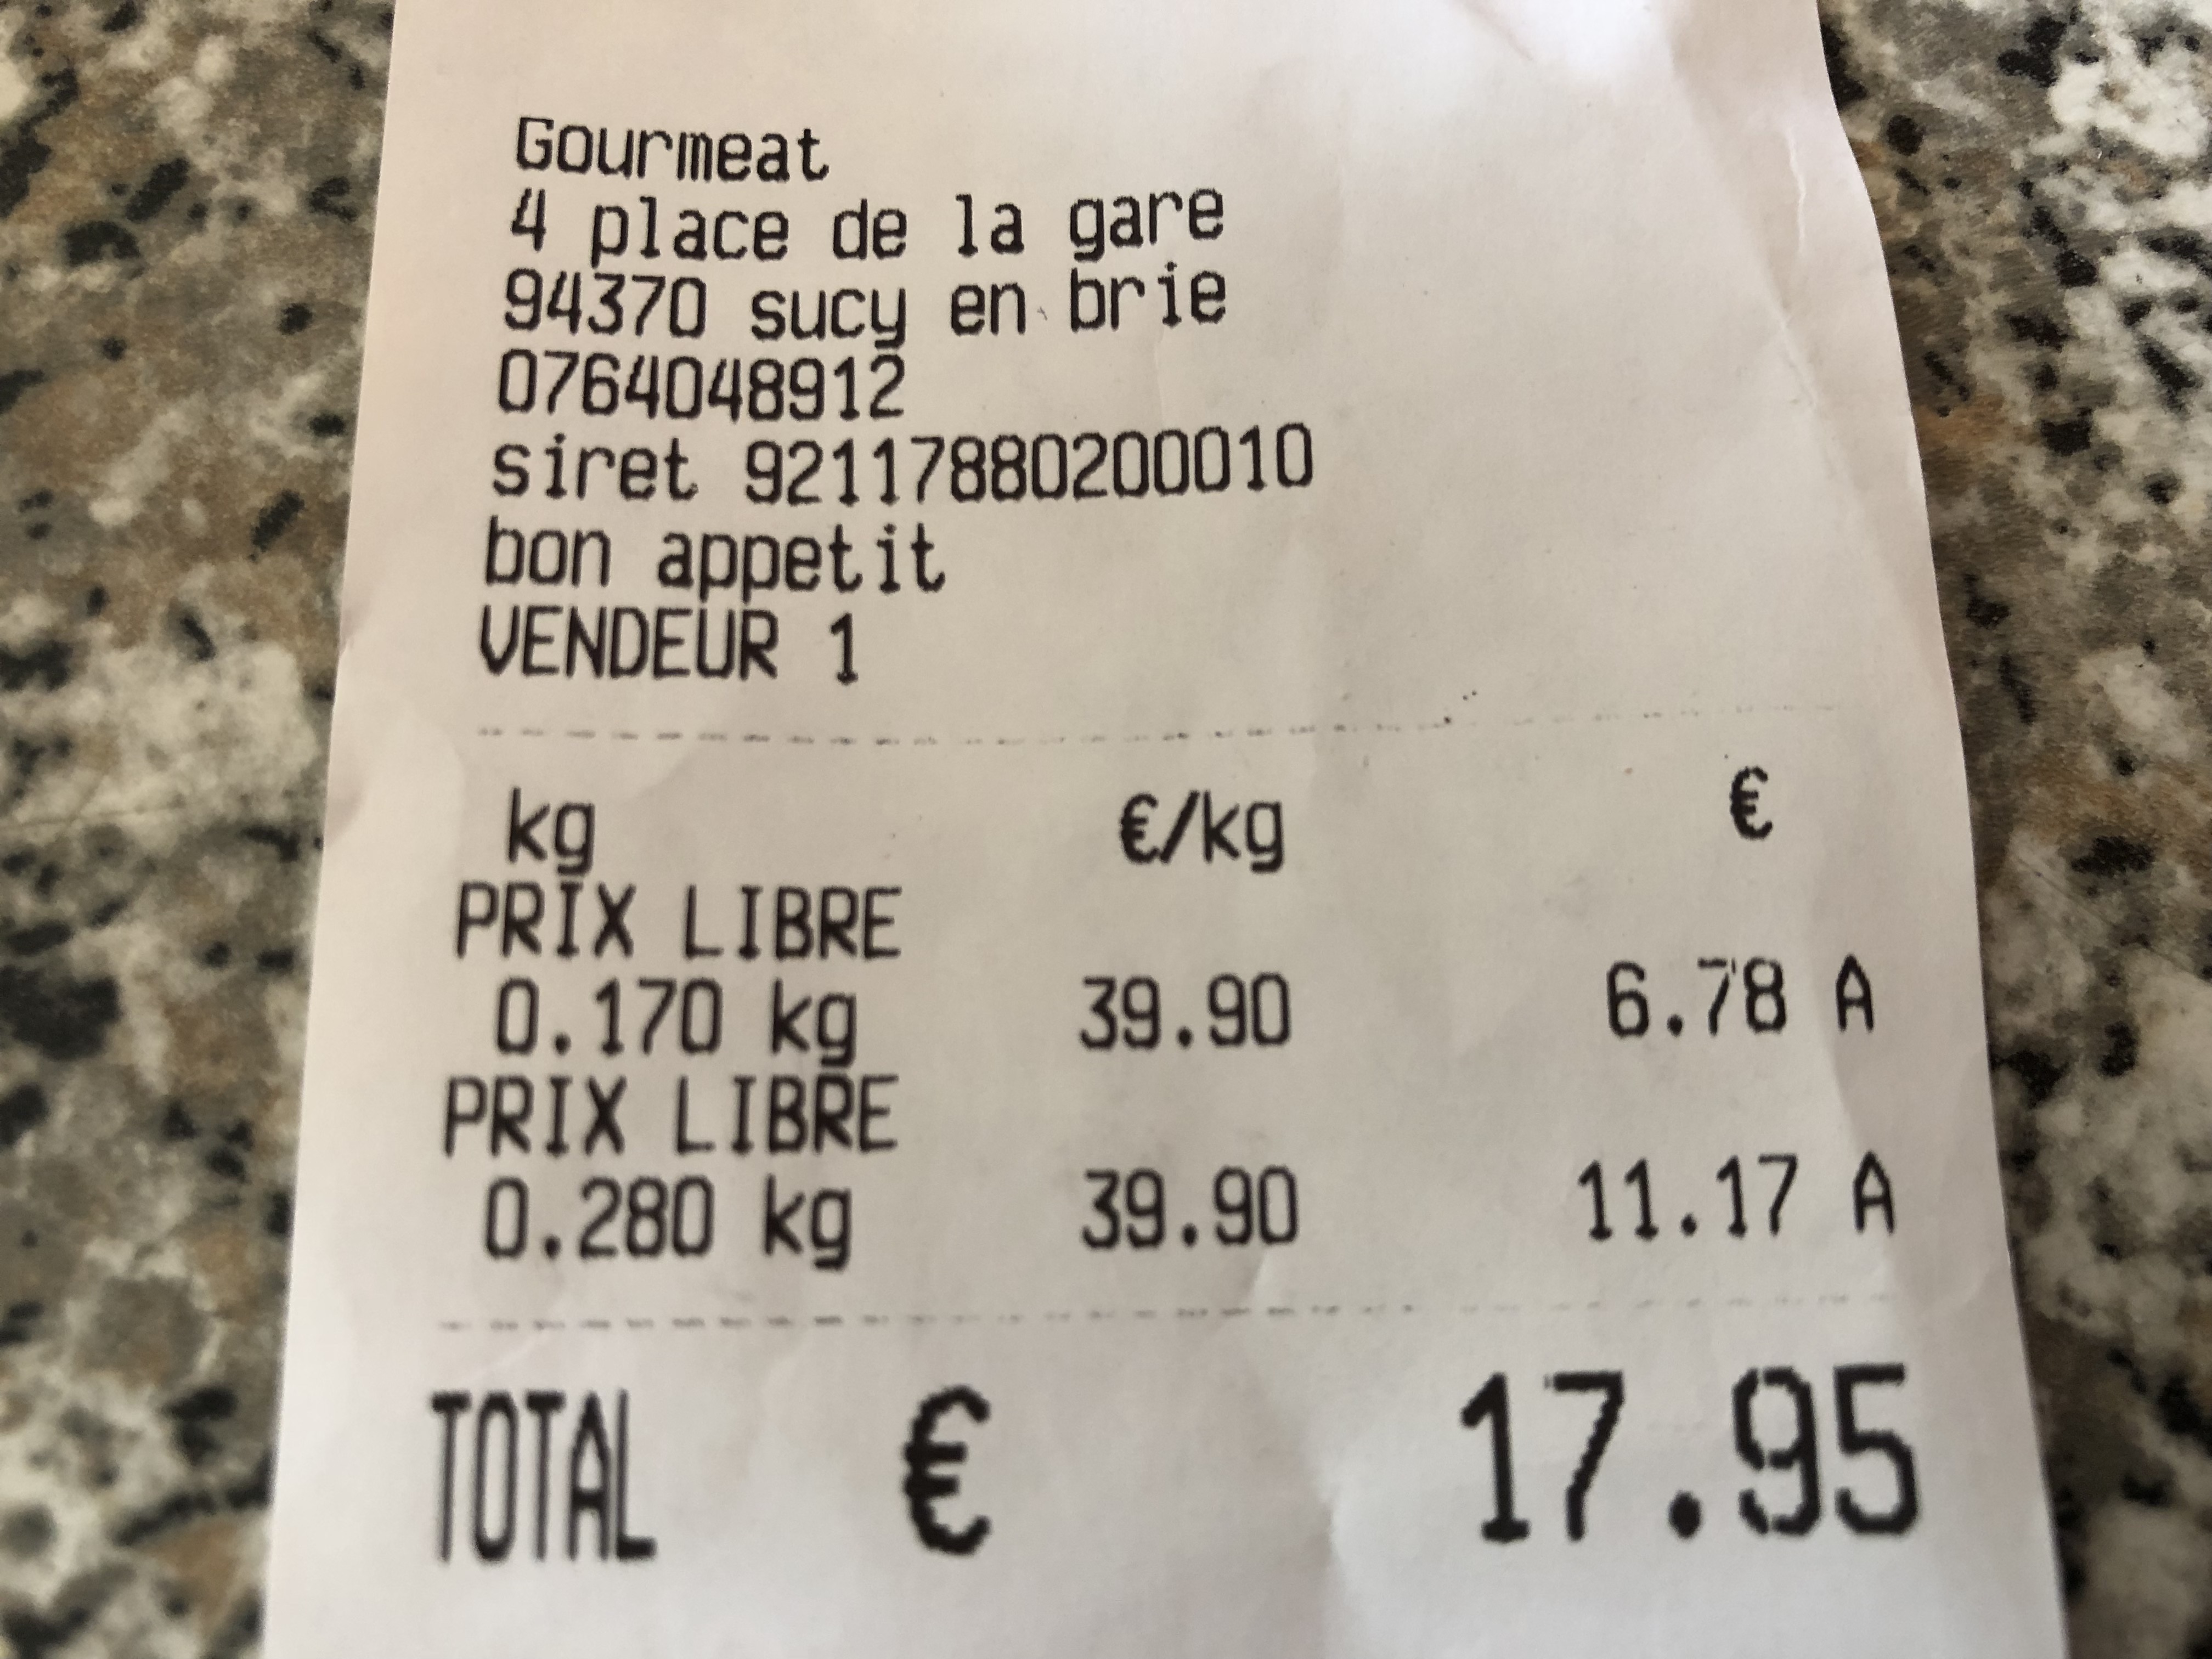 Gourmeat
4 place de la gare
94370 sucy en brie
0764048912
siret 92117880200010
bon appetit
VENDEUR 1
kg €/kg €
PRIX LIBRE
0.170 kg 39.90 6.78 A
PRIX LIBRE
0.280 kg 39.90 11.17 A
TOTAL € 17.95